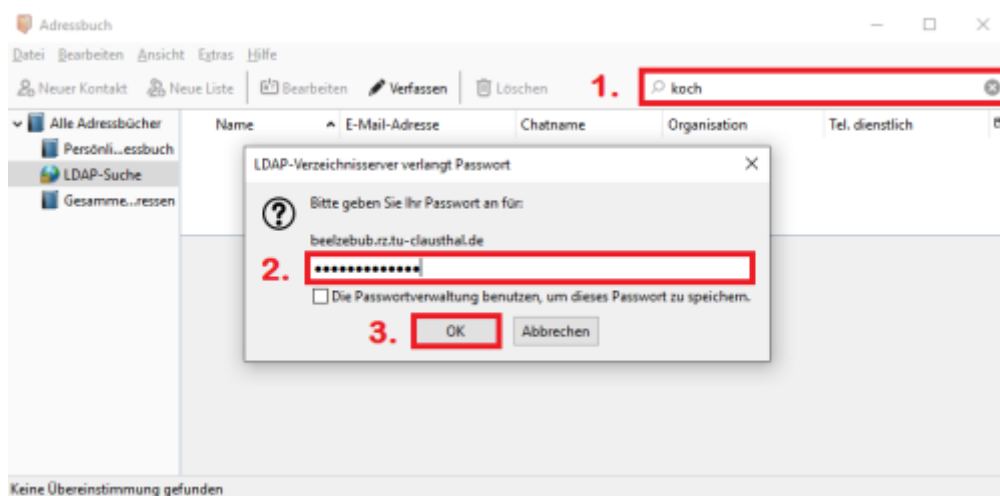 Adressbuch
Datei Bearbeiten Ansicht Extras Hilfe
Neuer Kontakt Neue Liste Bearbeiten Verfassen Löschen 1. koch
Alle Adressbücher Name E-Mail-Adresse Chatname Organisation Tel. dienstlich
Persönli...essbuch
LDAP-Suche
Gesamme...ressen
LDAP-Verzeichnisserver verlangt Passwort
Bitte geben Sie Ihr Passwort an für:
beelzebub.rz.tu-clausthal.de
2. •••••••••••••
Die Passwortverwaltung benutzen, um dieses Passwort zu speichern.
3. OK Abbrechen
Keine Übereinstimmung gefunden